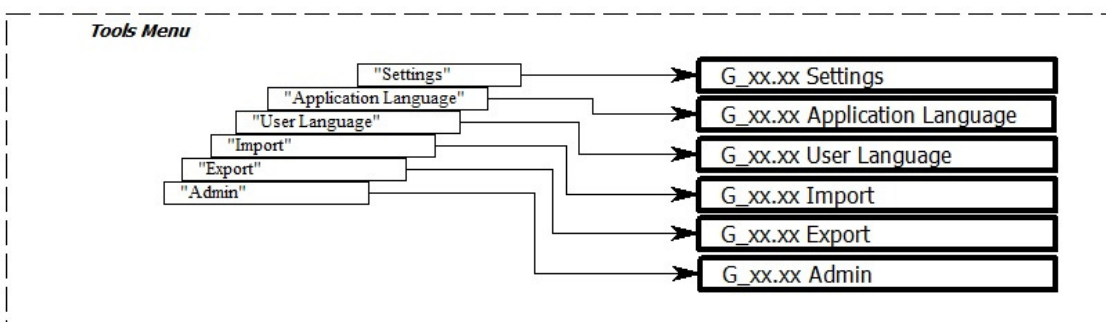 Tools Menu
"Settings"
"Application Language"
"User Language"
"Import"
"Export"
"Admin"
G_xx.xx Settings
G_xx.xx Application Language
G_xx.xx User Language
G_xx.xx Import
G_xx.xx Export
G_xx.xx Admin